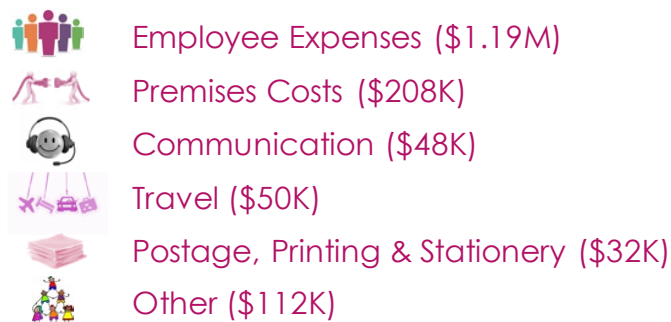 Employee Expenses ($1.19M)
Premises Costs ($208K)
Communication ($48K)
Travel ($50K)
Postage, Printing & Stationery ($32K)
Other ($112K)